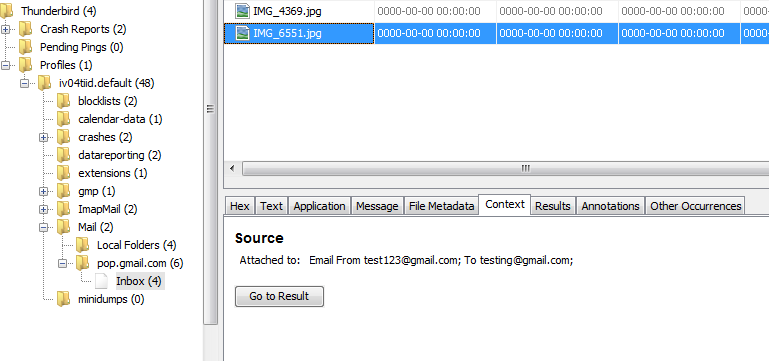 Thunderbird (4)
Crash Reports (2)
Pending Pings (0)
Profiles (1)
iv04tiid.default (48)
blocklists (2)
calendar-data (1)
crashes (2)
datareporting (2)
extensions (1)
gmp (1)
ImapMail (2)
Mail (2)
Local Folders (4)
pop.gmail.com (6)
Inbox (4)
minidumps (0)
IMG_4369.jpg 0000-00-00 00:00:00 0000-00-00 00:00:00 0000-00-00 00:00:00 0000-
IMG_6551.jpg 0000-00-00 00:00:00 0000-00-00 00:00:00 0000-00-00 00:00:00 0000-
Hex Text Application Message File Metadata Context Results Annotations Other Occurrences
Source
Attached to: Email From test123@gmail.com; To testing@gmail.com;
Go to Result